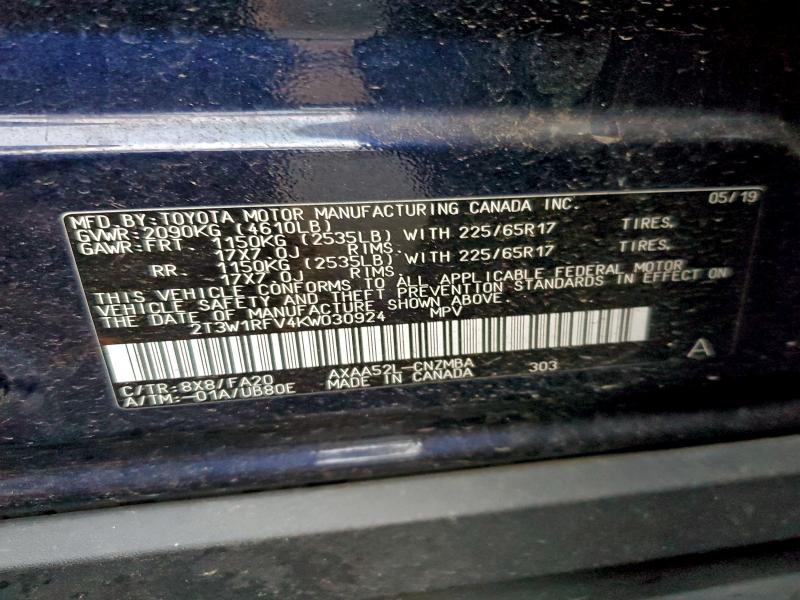 MFD BY: TOYOTA MOTOR MANUFACTURING CANADA INC. 05/19
GVWR: 2090KG (4610LB)
GAWR: FRT. 1150KG (2535LB) WITH 225/65R17 TIRES,
17X7.0J RIMS.
RR. 1150KG (2535LB) WITH 225/65R17 TIRES,
17X7.0J RIMS.
THIS VEHICLE CONFORMS TO ALL APPLICABLE FEDERAL MOTOR
VEHICLE SAFETY AND THEFT PREVENTION STANDARDS IN EFFECT ON
THE DATE OF MANUFACTURE SHOWN ABOVE.
2T3W1RFV4KW030924 MPV
C/TR: 8X8/FA20 AXAA52L-CNZMBA 303 A
A/TM: -01A/UB80E MADE IN CANADA